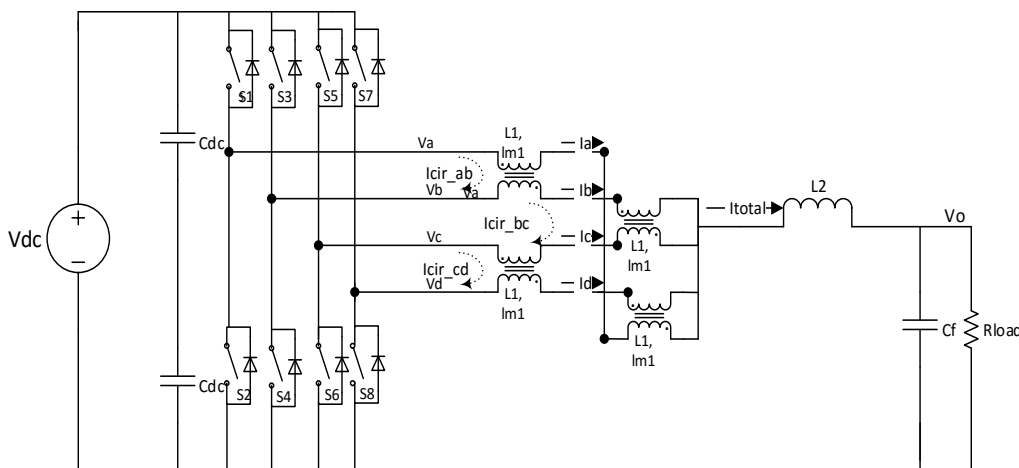 S1
S3
S5
S7
Cdc
Va
L1,
lm1
Ia
Icir_ab
Vb
Va
Ib
L2
Itotal
Vo
Icir_bc
Vdc
Vc
Ic
L1,
lm1
Icir_cd
Vd
Id
L1,
lm1
Cf
Rload
L1,
lm1
Cdc
S2
S4
S6
S8